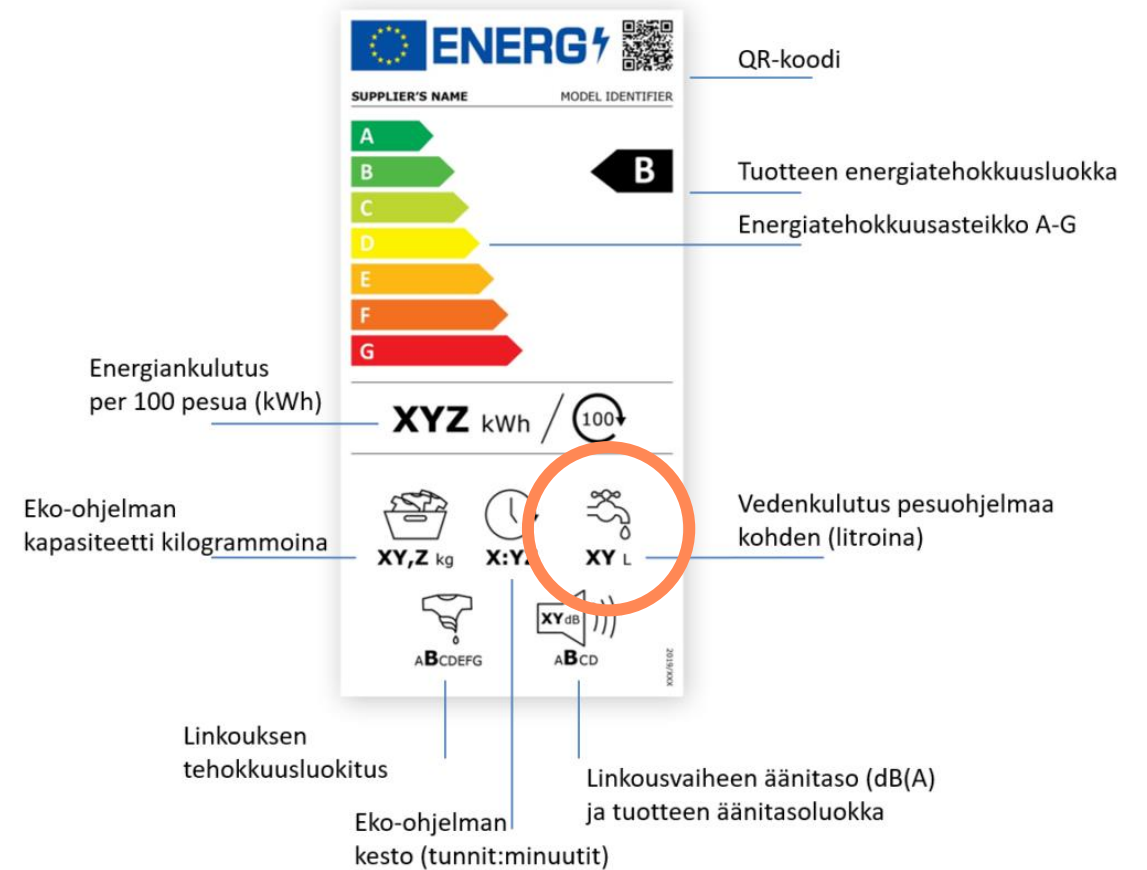 ENERG
QR-koodi
SUPPLIER'S NAME
MODEL IDENTIFIER
A
B
B
Tuotteen energiatehokkuusluokka
C
Energiatehokkuusasteikko A-G
D
E
F
G
Energiankulutus
per 100 pesua (kWh)
XYZ kWh / 100
Eko-ohjelman
kapasiteetti kilogrammoina
Vedenkulutus pesuohjelmaa
kohden (litroina)
XY,Z kg
X:YZ
XY L
XY dB
ABCDEFG
ABCD
2019/XXX
Linkouksen
tehokkuusluokitus
Linkousvaiheen äänitaso (dB(A)
ja tuotteen äänitasoluokka
Eko-ohjelman
kesto (tunnit:minuutit)